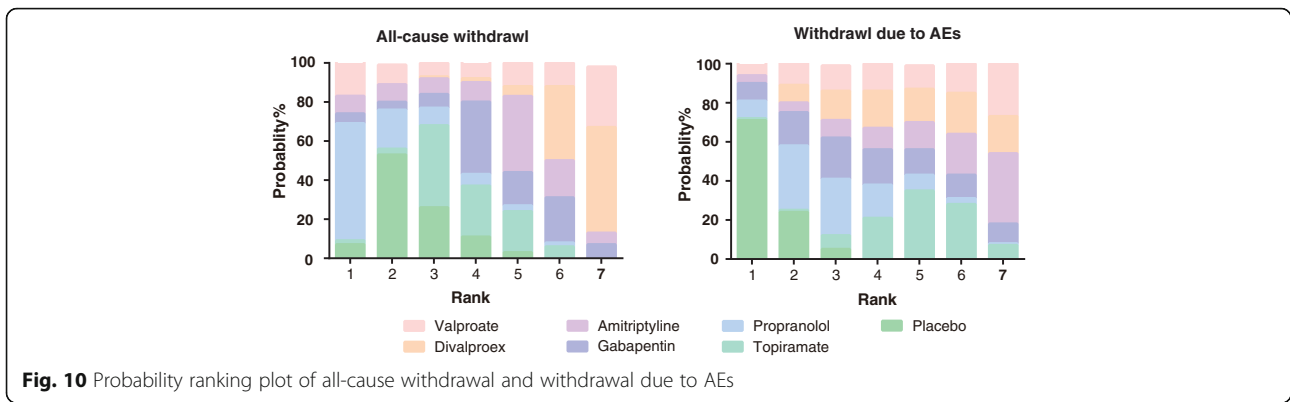 All-cause withdrawl
Withdrawl due to AEs
Probablity%
100
80
60
40
20
0
1 2 3 4 5 6 7
Rank
Probablity%
100
80
60
40
20
0
1 2 3 4 5 6 7
Rank
Valproate Amitriptyline Propranolol Placebo
Divalproex Gabapentin Topiramate
Fig. 10 Probability ranking plot of all-cause withdrawal and withdrawal due to AEs